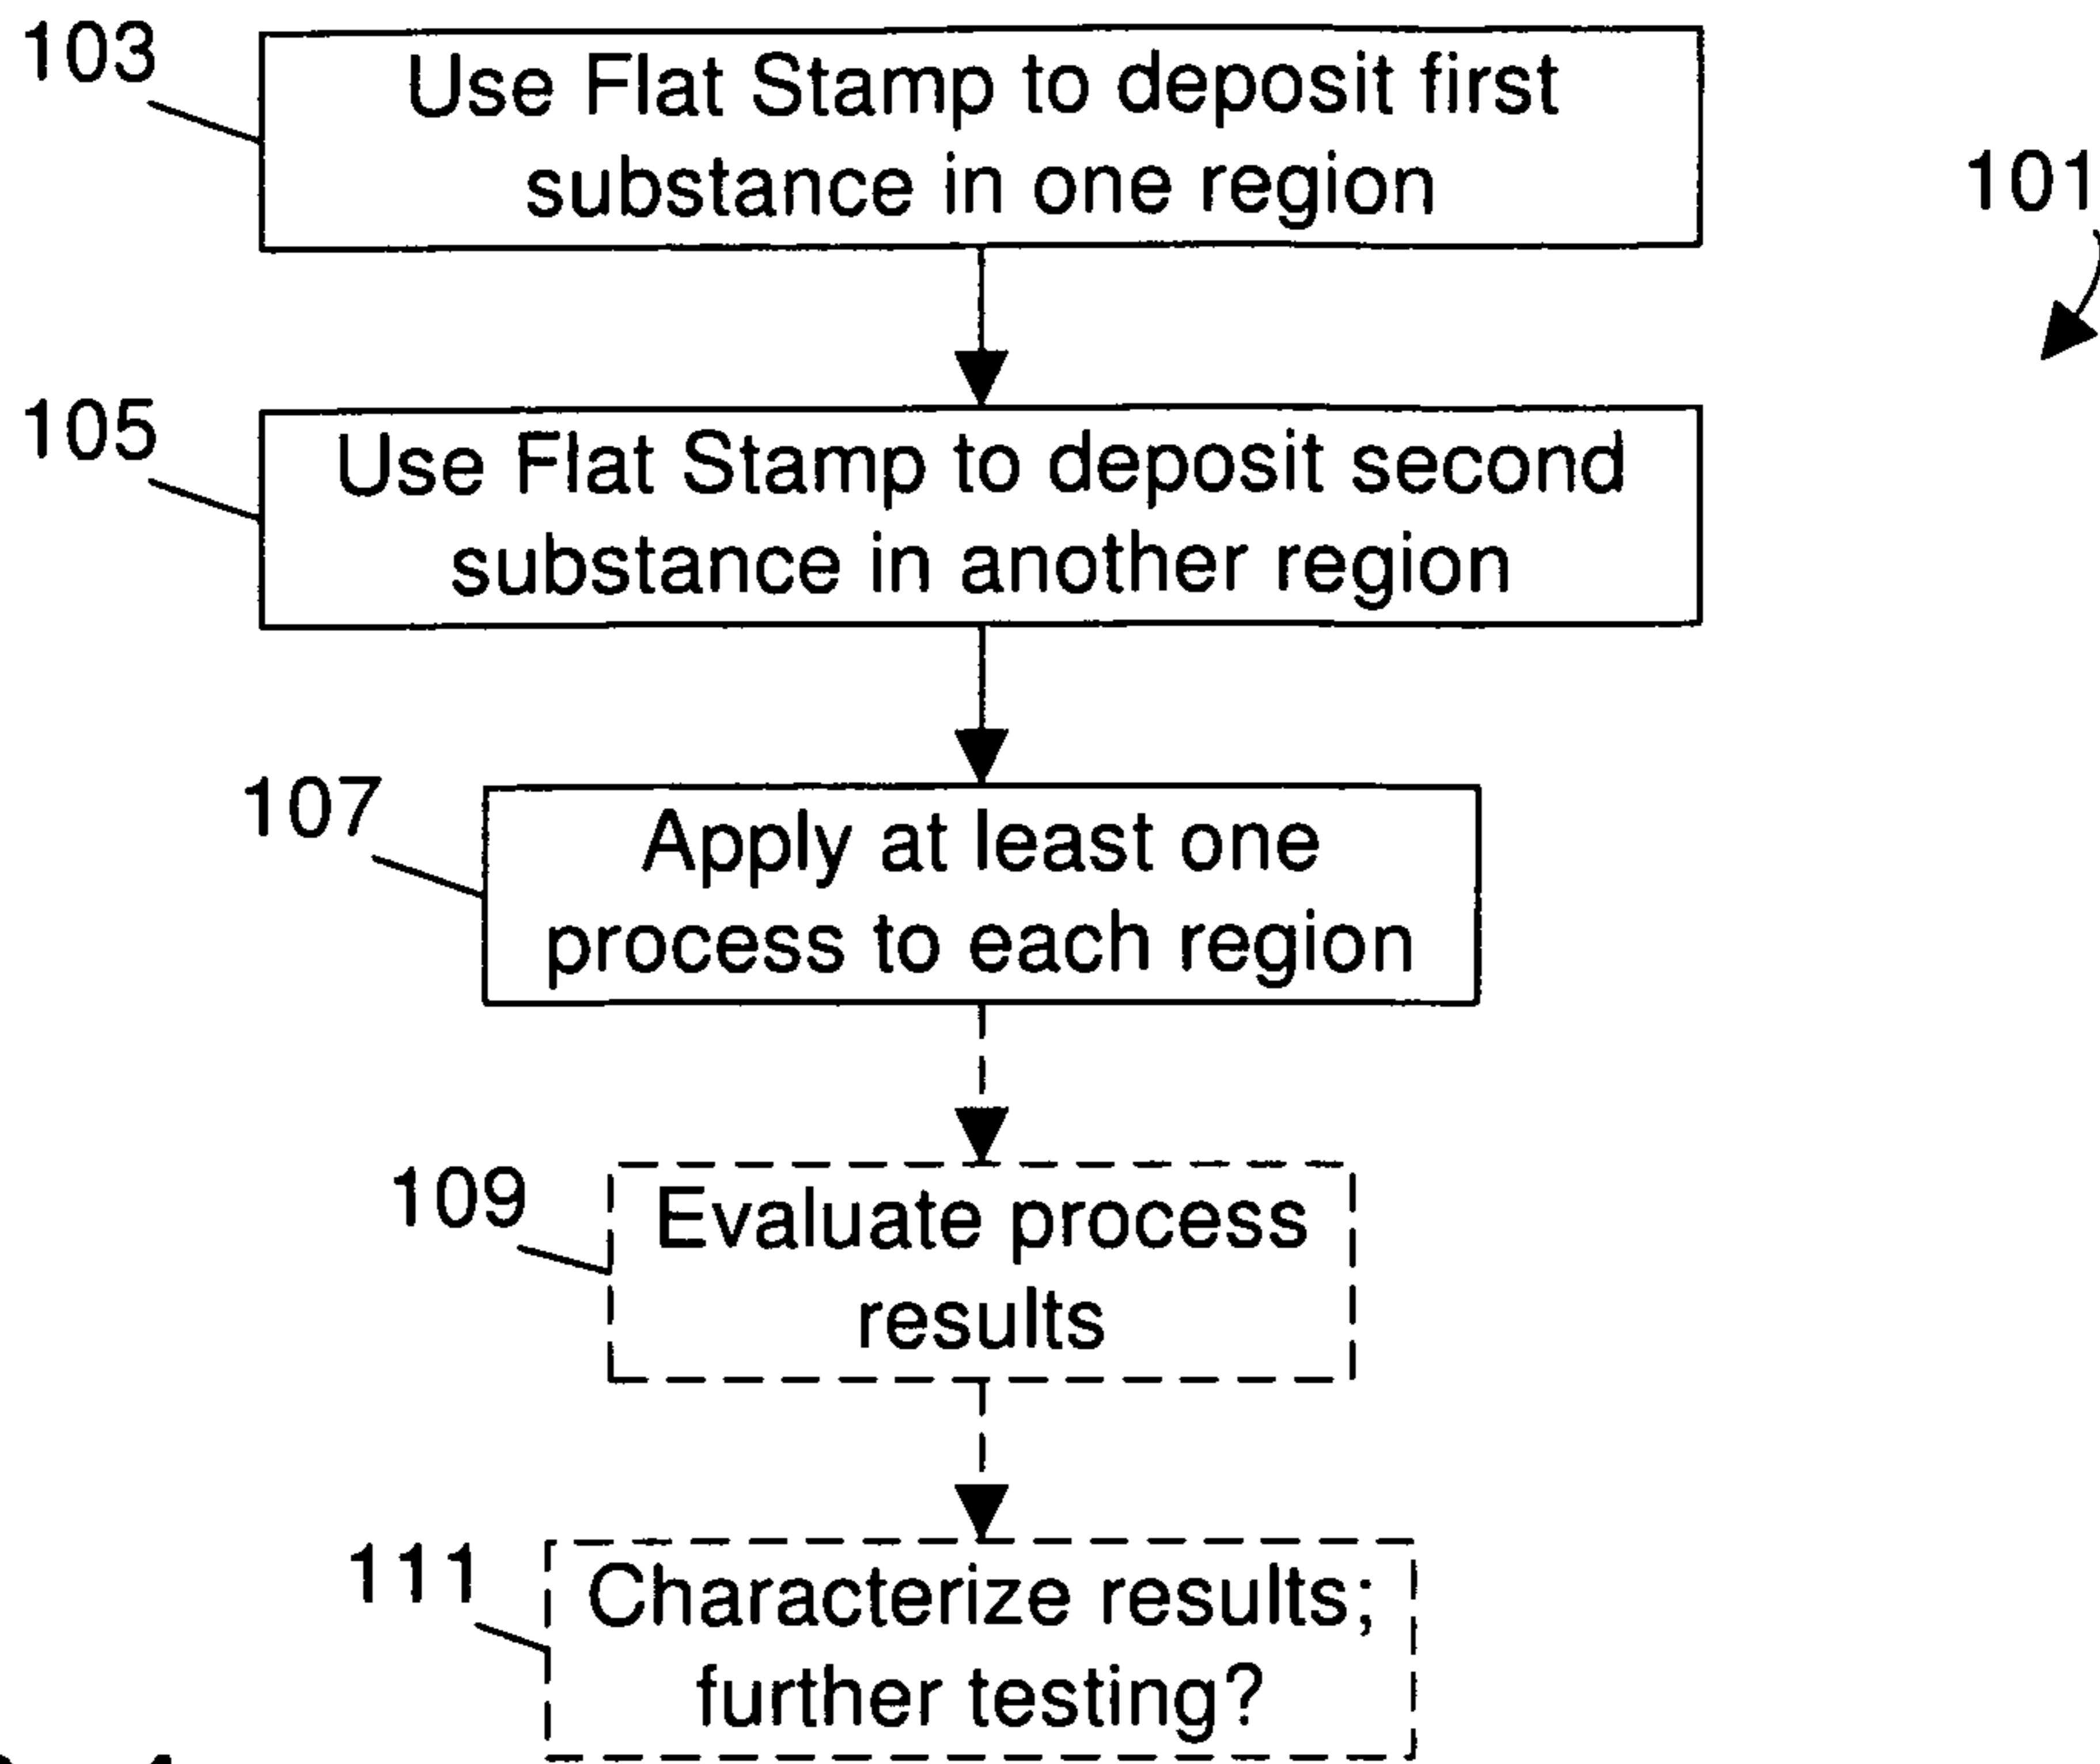 103
Use Flat Stamp to deposit first
substance in one region
101
105
Use Flat Stamp to deposit second
substance in another region
107
Apply at least one
process to each region
109
Evaluate process
results
111
Characterize results;
further testing?